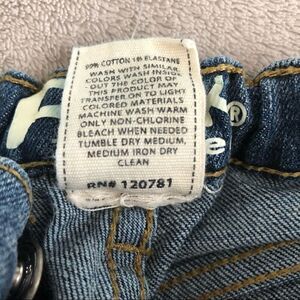 99% COTTON 1% ELASTANE
WASH WITH SIMILAR
COLORS WASH INSIDE
- OUT THE COLOR OF
THIS PRODUCT MAY
TRANSFER ON TO LIGHT
COLORED MATERIALS
MACHINE WASH WARM
ONLY NON-CHLORINE
BLEACH WHEN NEEDED
TUMBLE DRY MEDIUM,
MEDIUM IRON DRY
CLEAN
RN# 120781
®
e